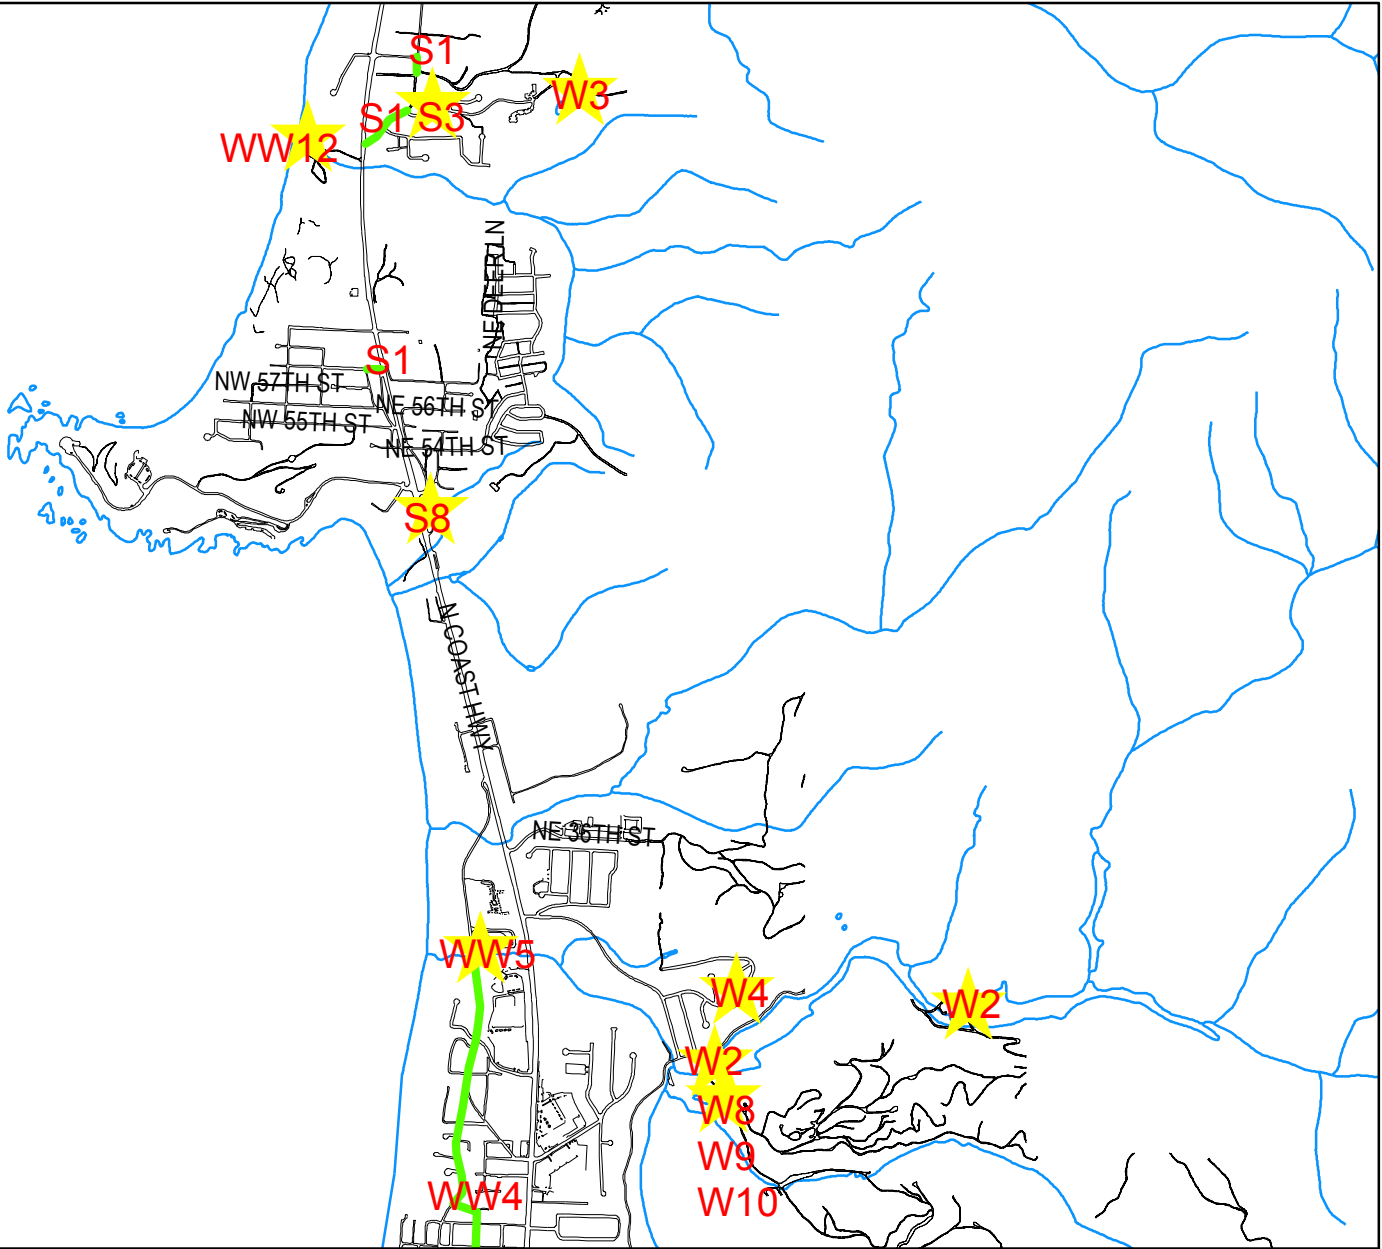 S1
W3
S1 S3
WW12
NE DEER LN
S1
NW 57TH ST
NE 56TH ST
NW 55TH ST
NE 54TH ST
S8
N COAST HWY
NE 36TH ST
WW5
W4
W2
W2
W8
W9
WW4
W10